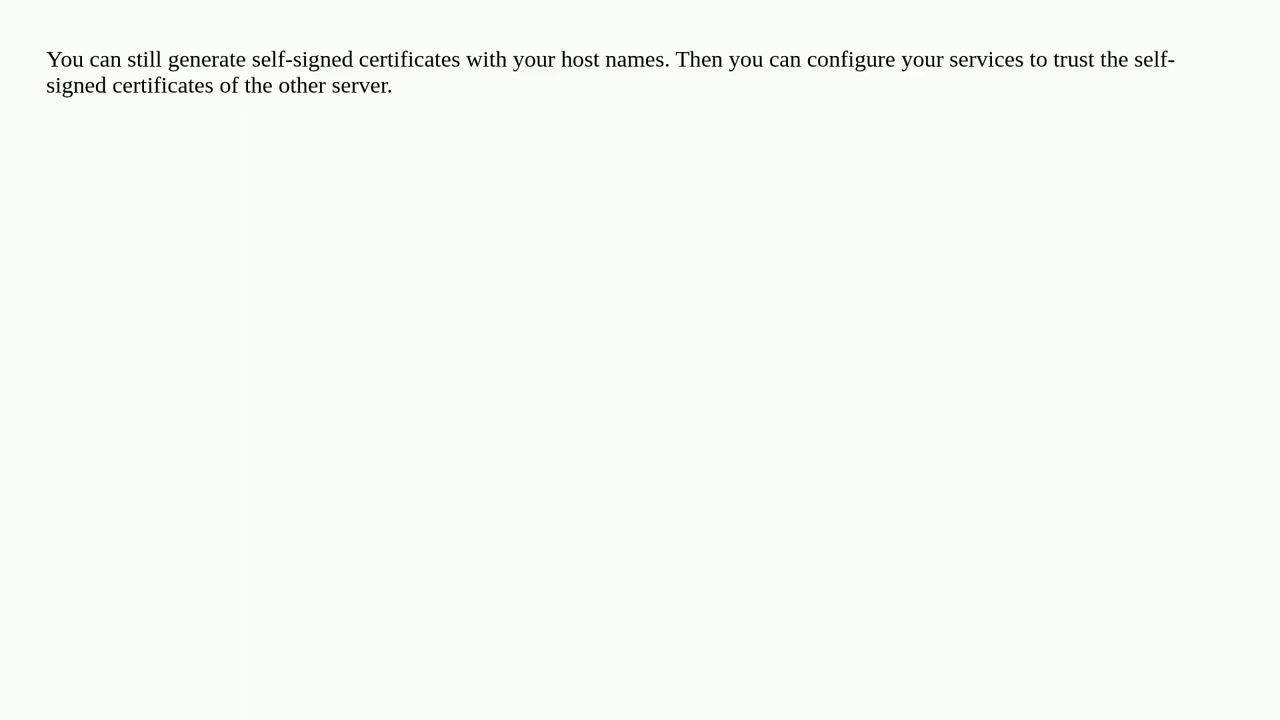 You can still generate self-signed certificates with your host names. Then you can configure your services to trust the self-
signed certificates of the other server.